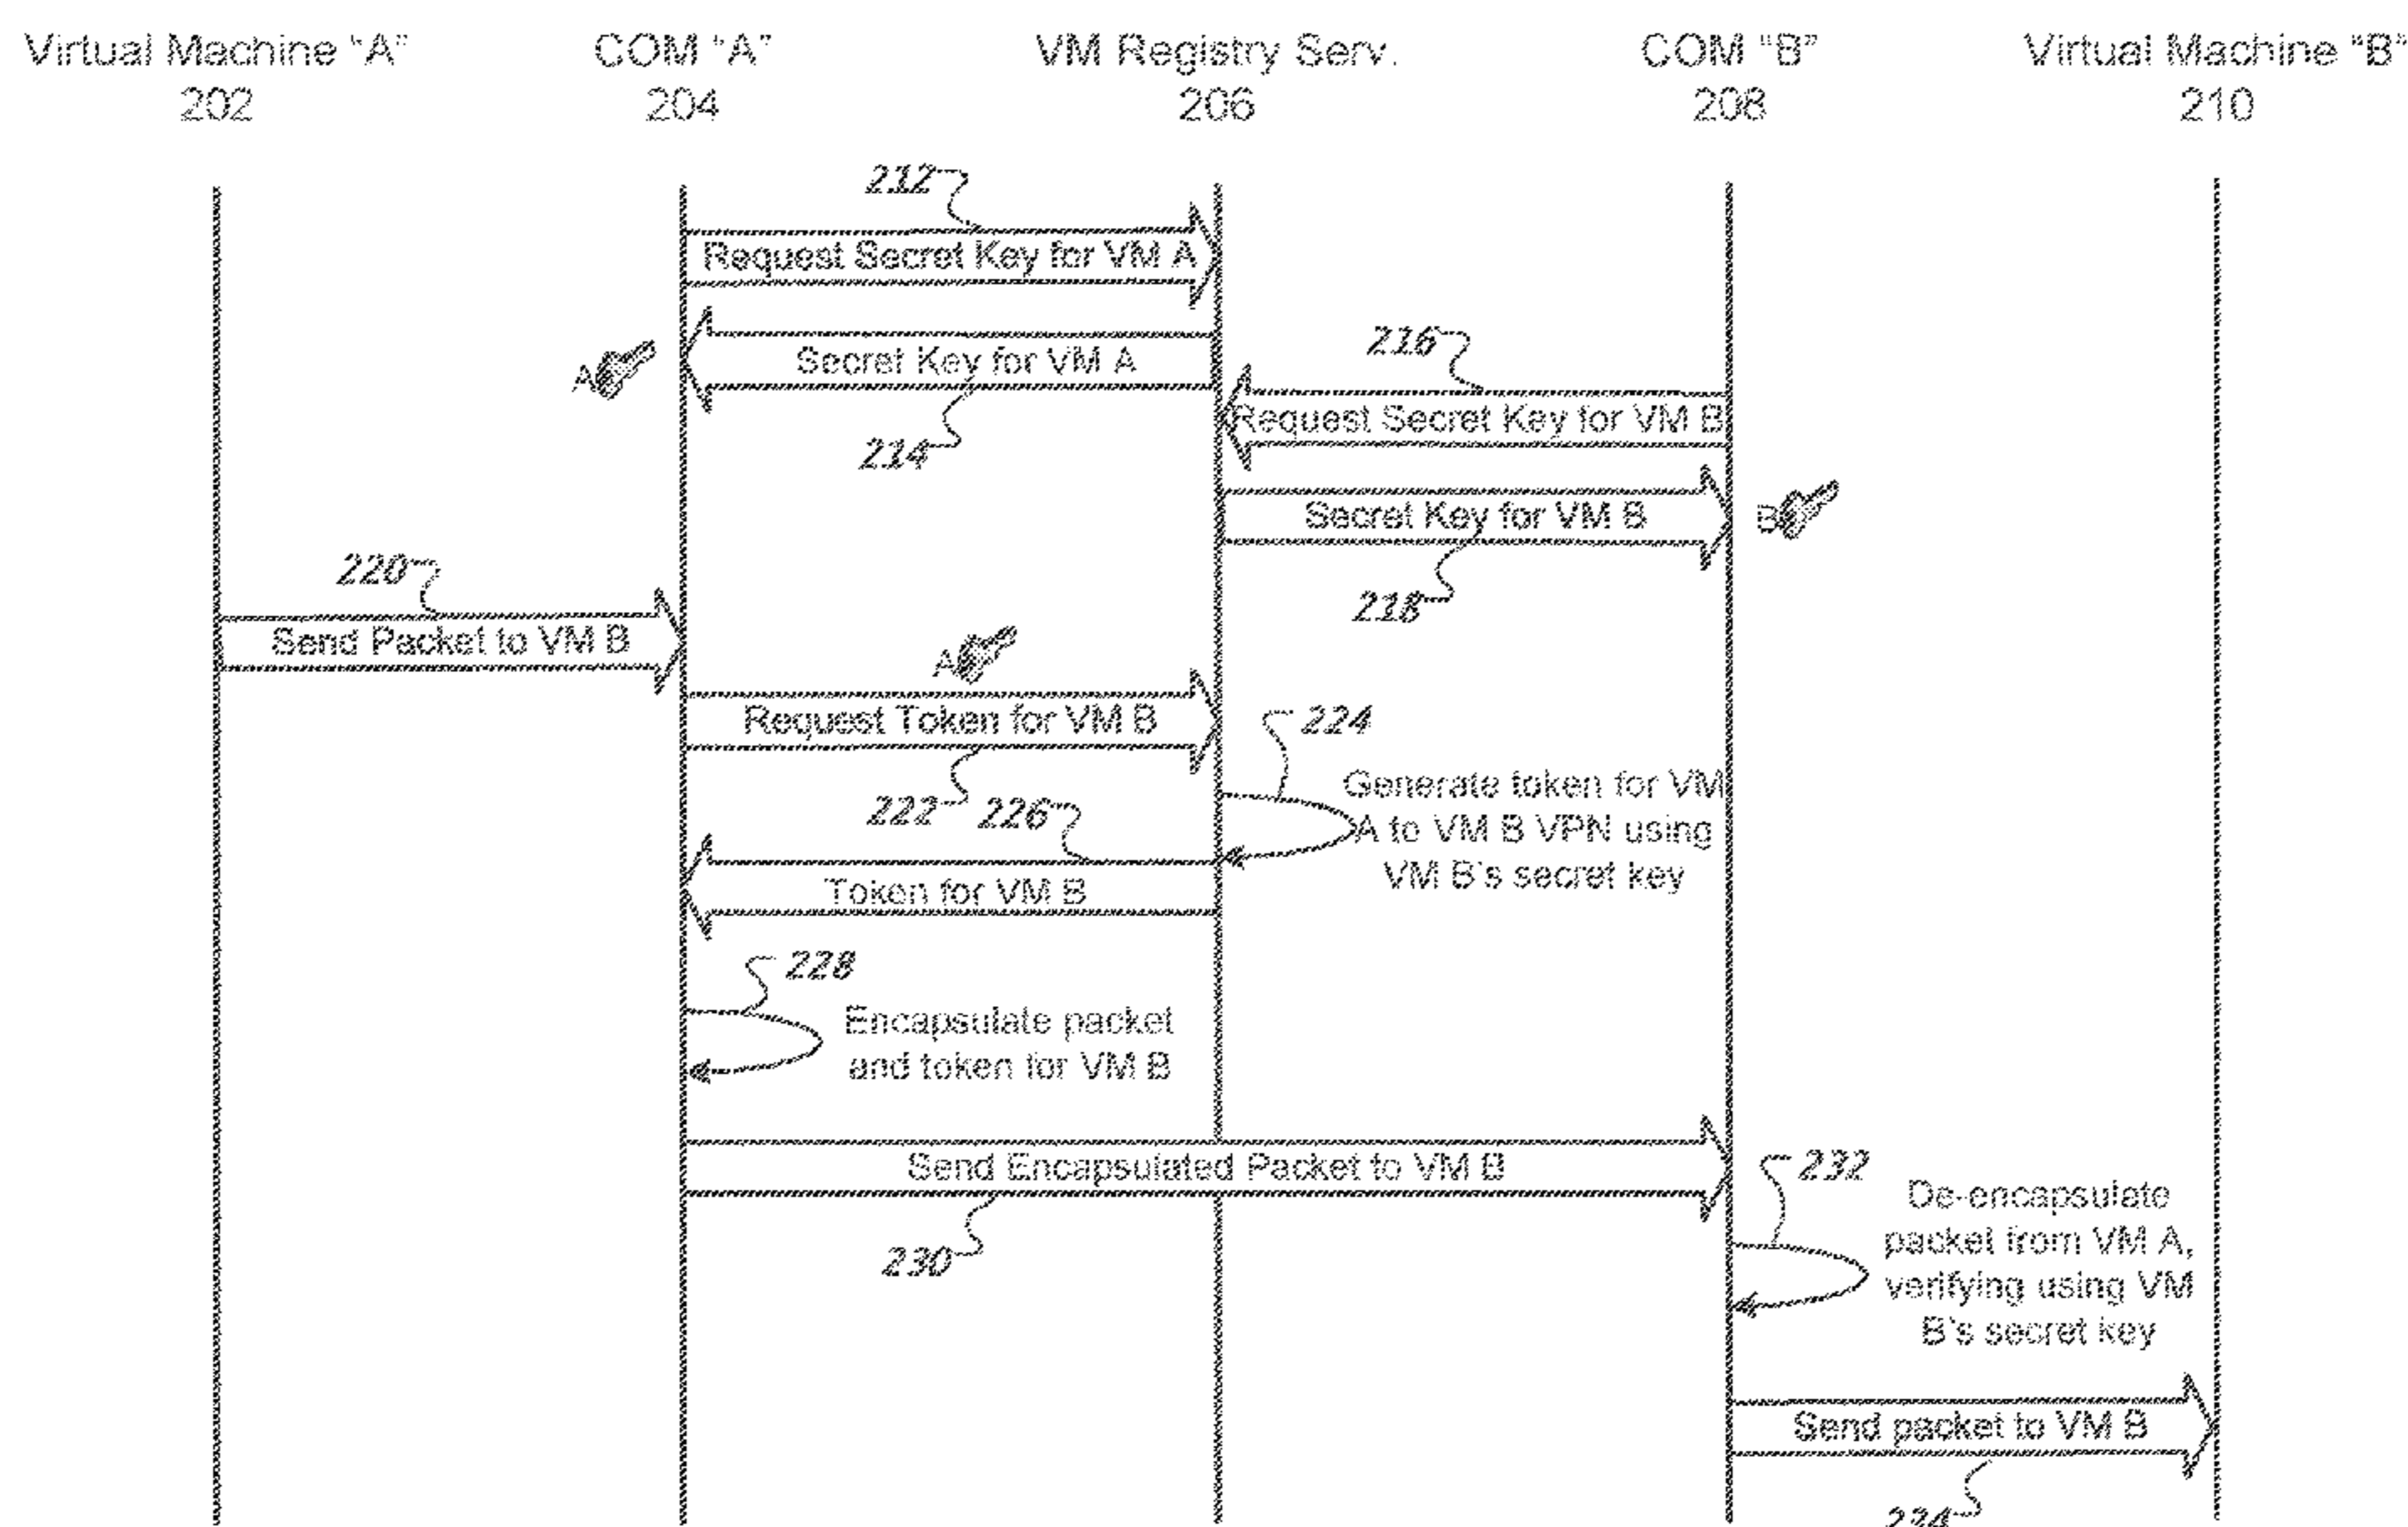 Virtual Machine “A”
202
COM “A”
204
VM Registry Serv.
206
COM “B”
208
Virtual Machine “B”
210
212
Request Secret Key for VM A
Secret Key for VM A
A
214
216
Request Secret Key for VM B
Secret Key for VM B
B
218
220
Send Packet to VM B
A
Request Token for VM B
222
224
Generate token for VM
A to VM B VPN using
VM B's secret key
226
Token for VM B
228
Encapsulate packet
and token for VM B
Send Encapsulated Packet to VM B
230
232
De-encapsulate
packet from VM A,
verifying using VM
B's secret key
Send packet to VM B
234